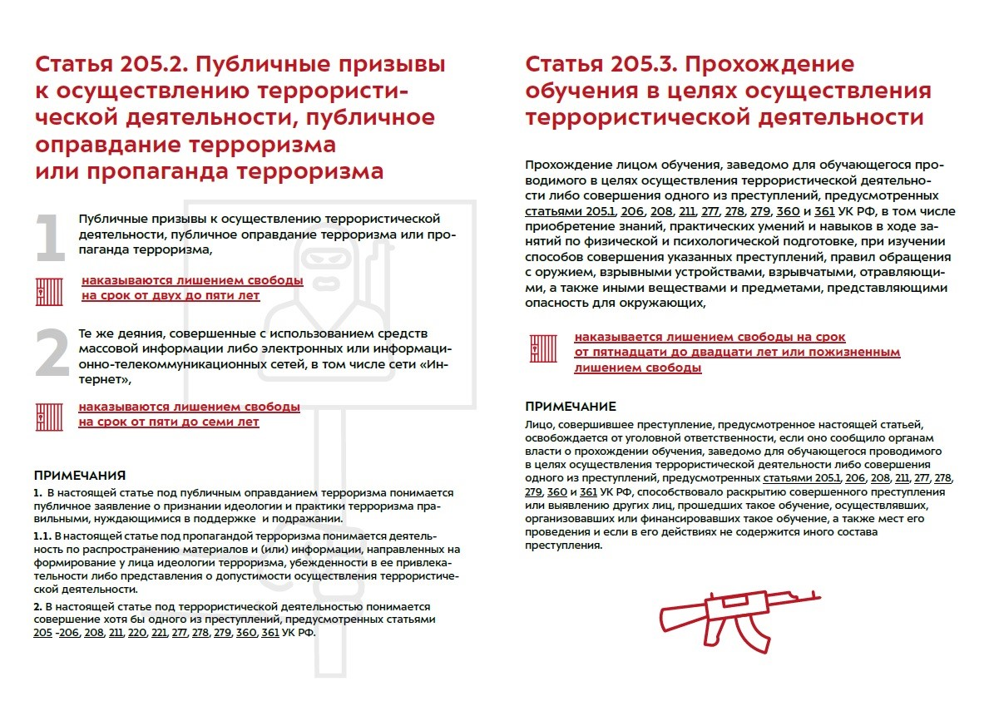 Статья 205.2. Публичные призывы
к осуществлению террористи-
ческой деятельности, публичное
оправдание терроризма
или пропаганда терроризма
1
Публичные призывы к осуществлению террористической
деятельности, публичное оправдание терроризма или про-
паганда терроризма,
наказываются лишением свободы
на срок от двух до пяти лет
2
Те же деяния, совершенные с использованием средств
массовой информации либо электронных или информаци-
онно-телекоммуникационных сетей, в том числе сети «Ин-
тернет»,
наказываются лишением свободы
на срок от пяти до семи лет
ПРИМЕЧАНИЯ
1. В настоящей статье под публичным оправданием терроризма понимается
публичное заявление о признании идеологии и практики терроризма пра-
вильными, нуждающимися в поддержке и подражании.
1.1. В настоящей статье под пропагандой терроризма понимается деятель-
ность по распространению материалов и (или) информации, направленных на
формирование у лица идеологии терроризма, убежденности в ее привлека-
тельности либо представления о допустимости осуществления террористиче-
ской деятельности.
2. В настоящей статье под террористической деятельностью понимается
совершение хотя бы одного из преступлений, предусмотренных статьями
205 -206, 208, 211, 220, 221, 277, 278, 279, 360, 361 УК РФ.
Статья 205.3. Прохождение
обучения в целях осуществления
террористической деятельности
Прохождение лицом обучения, заведомо для обучающегося про-
водимого в целях осуществления террористической деятельно-
сти либо совершения одного из преступлений, предусмотренных
статьями 205.1, 206, 208, 211, 277, 278, 279, 360 и 361 УК РФ, в том числе
приобретение знаний, практических умений и навыков в ходе за-
нятий по физической и психологической подготовке, при изучении
способов совершения указанных преступлений, правил обращения
с оружием, взрывными устройствами, взрывчатыми, отравляющи-
ми, а также иными веществами и предметами, представляющими
опасность для окружающих,
наказывается лишением свободы на срок
от пятнадцати до двадцати лет или пожизненным
лишением свободы
ПРИМЕЧАНИЕ
Лицо, совершившее преступление, предусмотренное настоящей статьей,
освобождается от уголовной ответственности, если оно сообщило органам
власти о прохождении обучения, заведомо для обучающегося проводимого
в целях осуществления террористической деятельности либо совершения
одного из преступлений, предусмотренных статьями 205.1, 206, 208, 211, 277, 278,
279, 360 и 361 УК РФ, способствовало раскрытию совершенного преступления
или выявлению других лиц, прошедших такое обучение, осуществлявших,
организовавших или финансировавших такое обучение, а также мест его
проведения и если в его действиях не содержится иного состава
преступления.